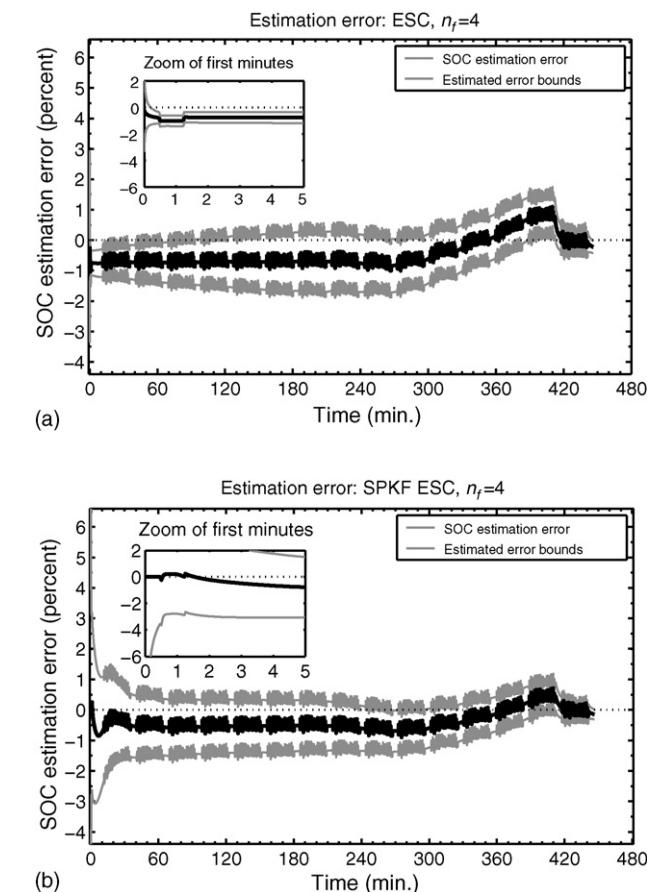 Estimation error: ESC, nf=4
SOC estimation error (percent)
6
5
4
3
2
1
0
−1
−2
−3
−4
Zoom of first minutes
2
0
−2
−4
−6
0 1 2 3 4 5
SOC estimation error
Estimated error bounds
0 60 120 180 240 300 360 420 480
Time (min.)
(a)
Estimation error: SPKF ESC, nf=4
SOC estimation error (percent)
6
5
4
3
2
1
0
−1
−2
−3
−4
Zoom of first minutes
2
0
−2
−4
−6
0 1 2 3 4 5
SOC estimation error
Estimated error bounds
0 60 120 180 240 300 360 420 480
Time (min.)
(b)